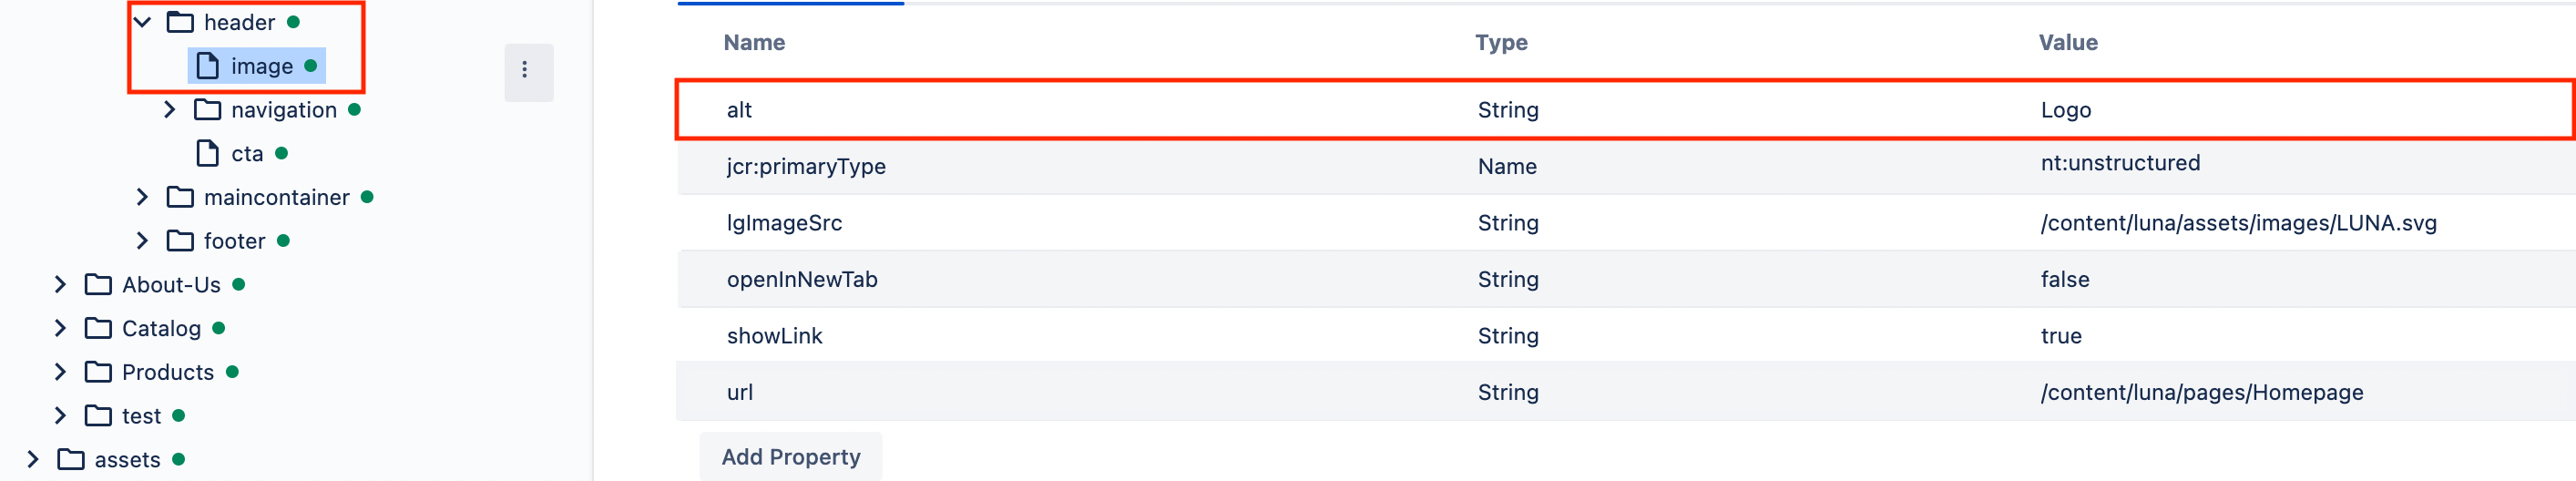 header
image
navigation
cta
maincontainer
footer
About-Us
Catalog
Products
test
assets
Name Type Value
alt String Logo
jcr:primaryType Name nt:unstructured
lgImageSrc String /content/luna/assets/images/LUNA.svg
openInNewTab String false
showLink String true
url String /content/luna/pages/Homepage
Add Property